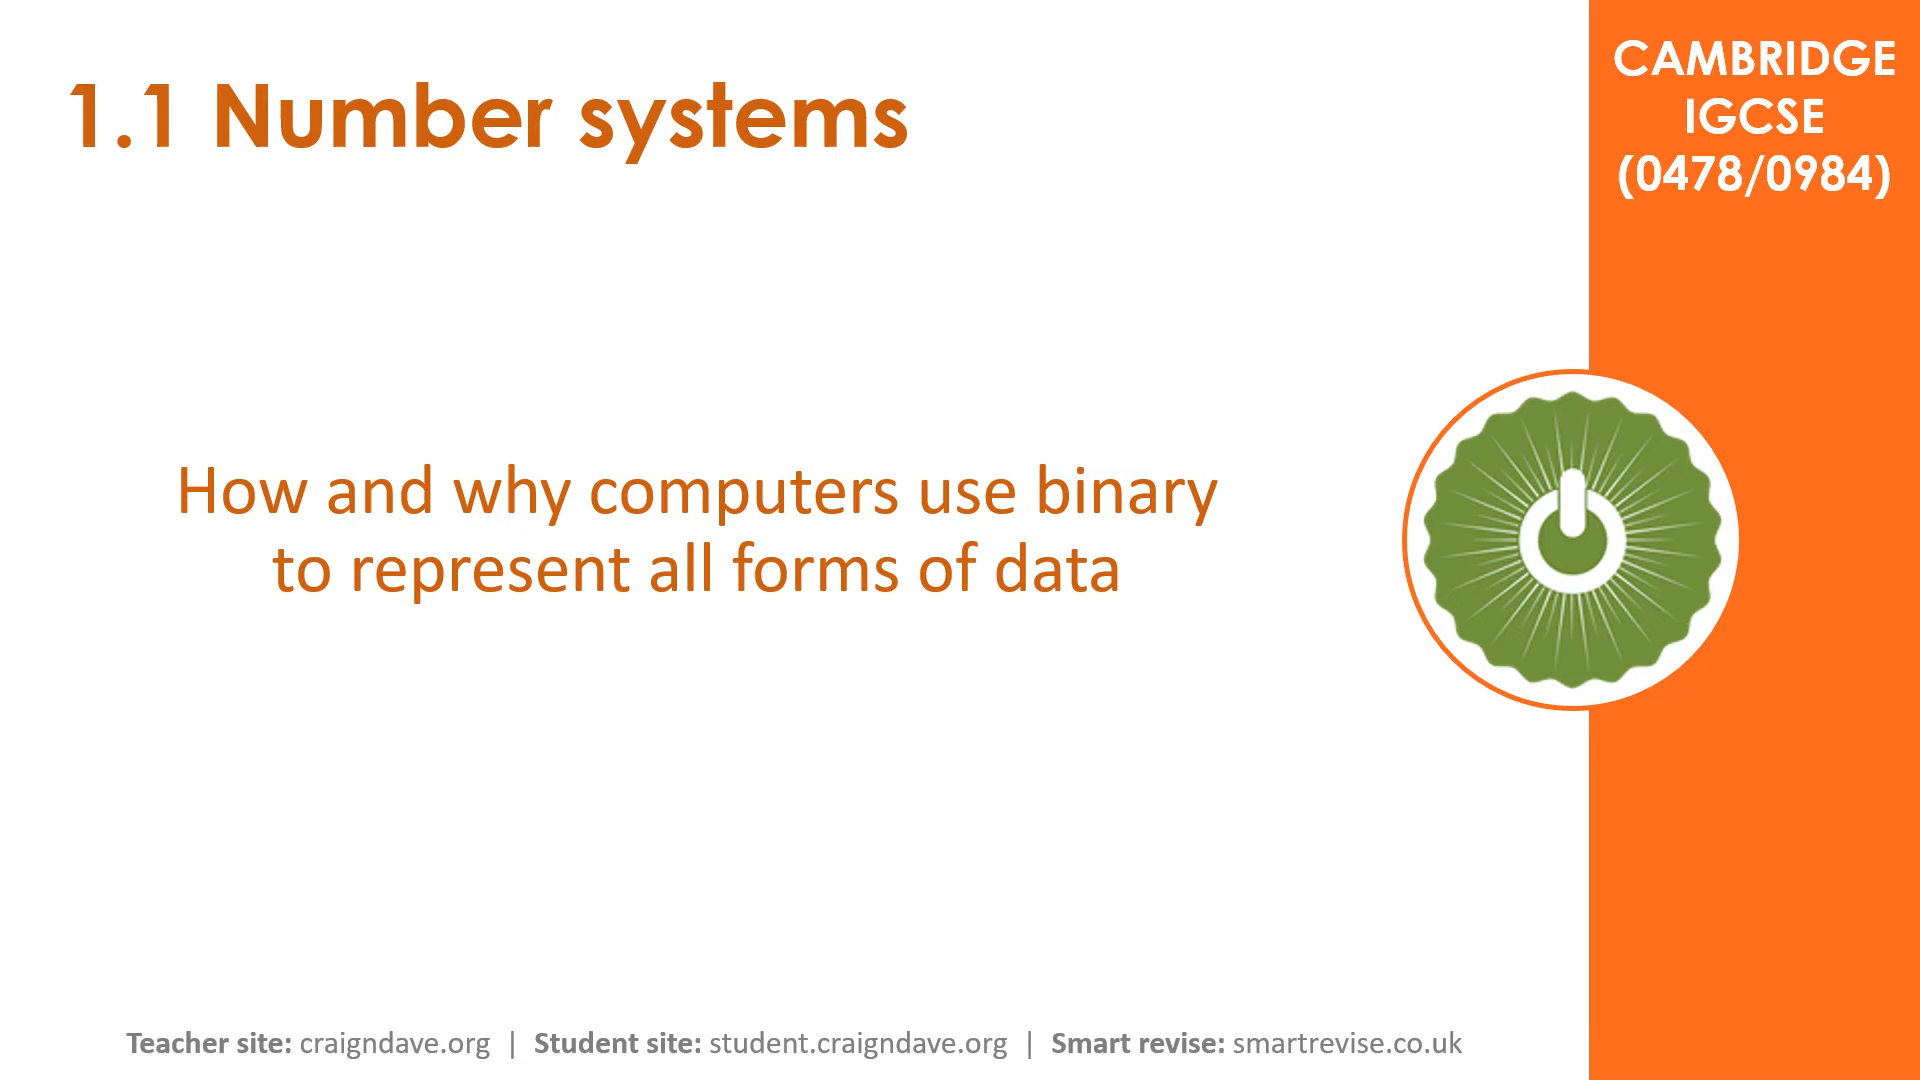 1.1 Number systems
CAMBRIDGE
IGCSE
(0478/0984)
How and why computers use binary
to represent all forms of data
Teacher site: craigndave.org | Student site: student.craigndave.org | Smart revise: smartrevise.co.uk